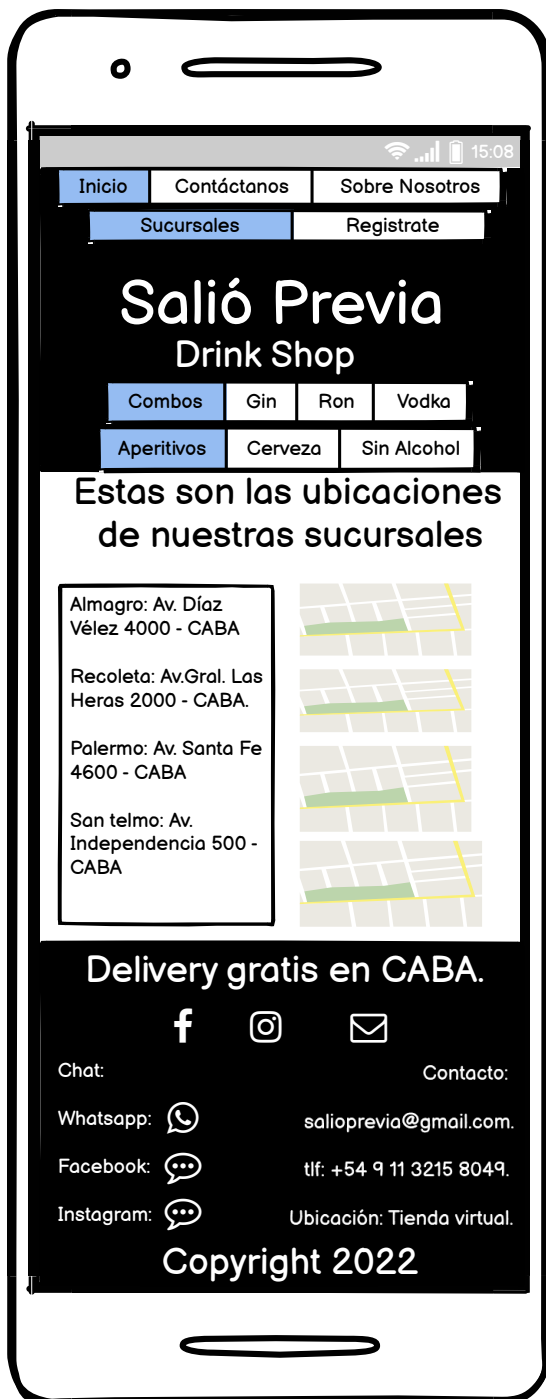 15:08
Inicio Contáctanos Sobre Nosotros
Sucursales Registrate
Salió Previa
Drink Shop
Combos Gin Ron Vodka
Aperitivos Cerveza Sin Alcohol
Estas son las ubicaciones
de nuestras sucursales
Almagro: Av. Díaz
Vélez 4000 - CABA
Recoleta: Av.Gral. Las
Heras 2000 - CABA.
Palermo: Av. Santa Fe
4600 - CABA
San telmo: Av.
Independencia 500 -
CABA
Delivery gratis en CABA.
Chat:
Whatsapp:
Facebook:
Instagram:
Contacto:
salioprevia@gmail.com.
tlf: +54 9 11 3215 8049.
Ubicación: Tienda virtual.
Copyright 2022